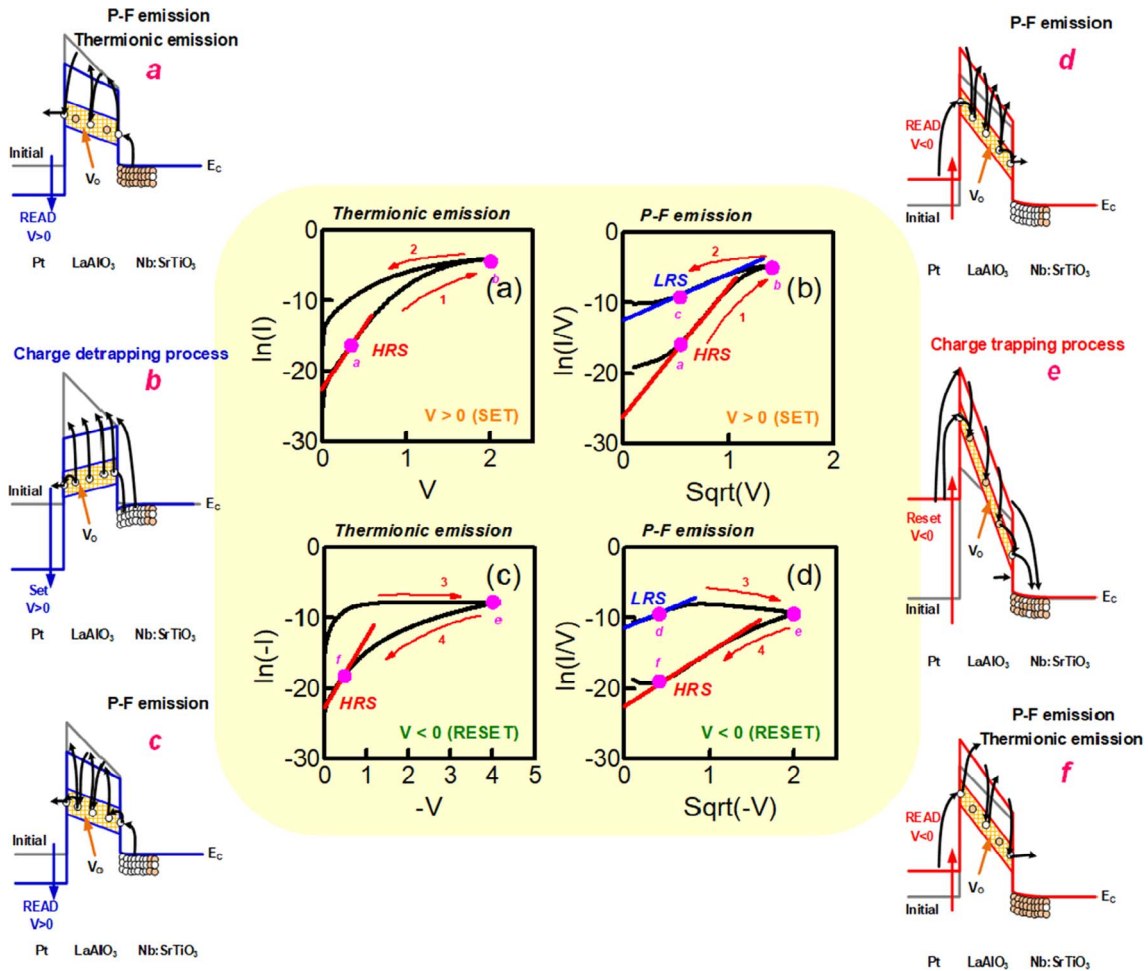 P-F emission
Thermionic emission
a
Initial
E_C
V_O
READ
V>0
Pt LaAlO₃ Nb:SrTiO₃
Charge detrapping process
b
Initial
E_C
V_O
Set
V>0
Pt LaAlO₃ Nb:SrTiO₃
P-F emission
c
Initial
E_C
V_O
READ
V>0
Pt LaAlO₃ Nb:SrTiO₃
Thermionic emission
0
-10
-20
-30
ln(I)
2
1
(a)
b
a
HRS
V > 0 (SET)
0 1 2
V
P-F emission
0
-10
-20
-30
ln(I/V)
2
1
(b)
LRS
b
c
a
HRS
V > 0 (SET)
0 1 2
Sqrt(V)
Thermionic emission
0
-10
-20
-30
ln(-I)
3
4
(c)
e
f
HRS
V < 0 (RESET)
0 1 2 3 4 5
-V
P-F emission
0
-10
-20
-30
ln(I/V)
3
4
(d)
LRS
d
e
f
HRS
V < 0 (RESET)
0 1 2
Sqrt(-V)
P-F emission
d
READ
V<0
Initial
V_O
E_C
Pt LaAlO₃ Nb:SrTiO₃
Charge trapping process
e
Initial
Reset
V<0
V_O
E_C
Pt LaAlO₃ Nb:SrTiO₃
P-F emission
Thermionic emission
f
READ
V<0
V_O
Initial
E_C
Pt LaAlO₃ Nb:SrTiO₃